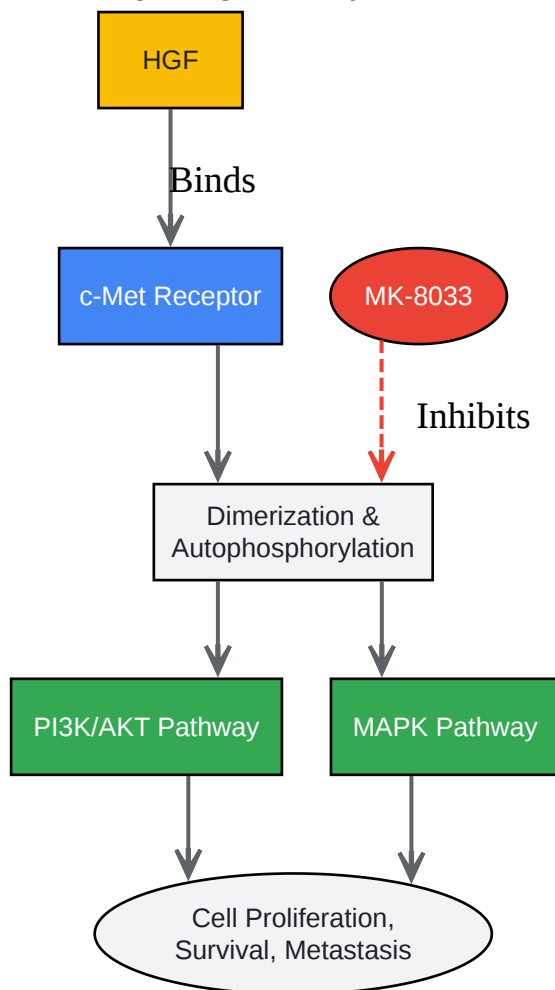 HGF
Binds
c-Met Receptor
MK-8033
Inhibits
Dimerization &
Autophosphorylation
PI3K/AKT Pathway
MAPK Pathway
Cell Proliferation,
Survival, Metastasis